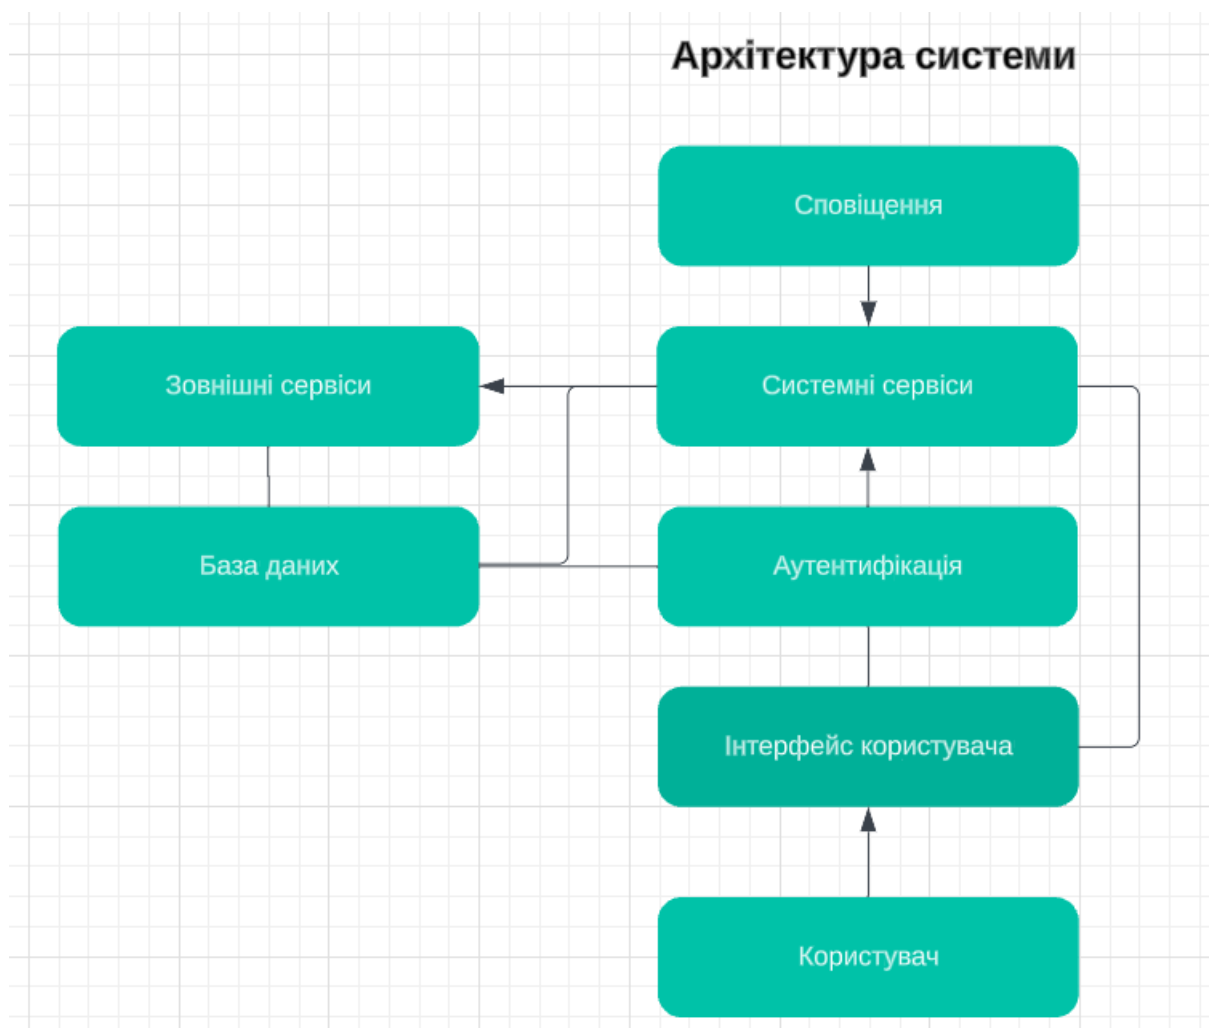 Архітектура системи
Сповіщення
Зовнішні сервіси
Системні сервіси
База даних
Аутентифікація
Інтерфейс користувача
Користувач